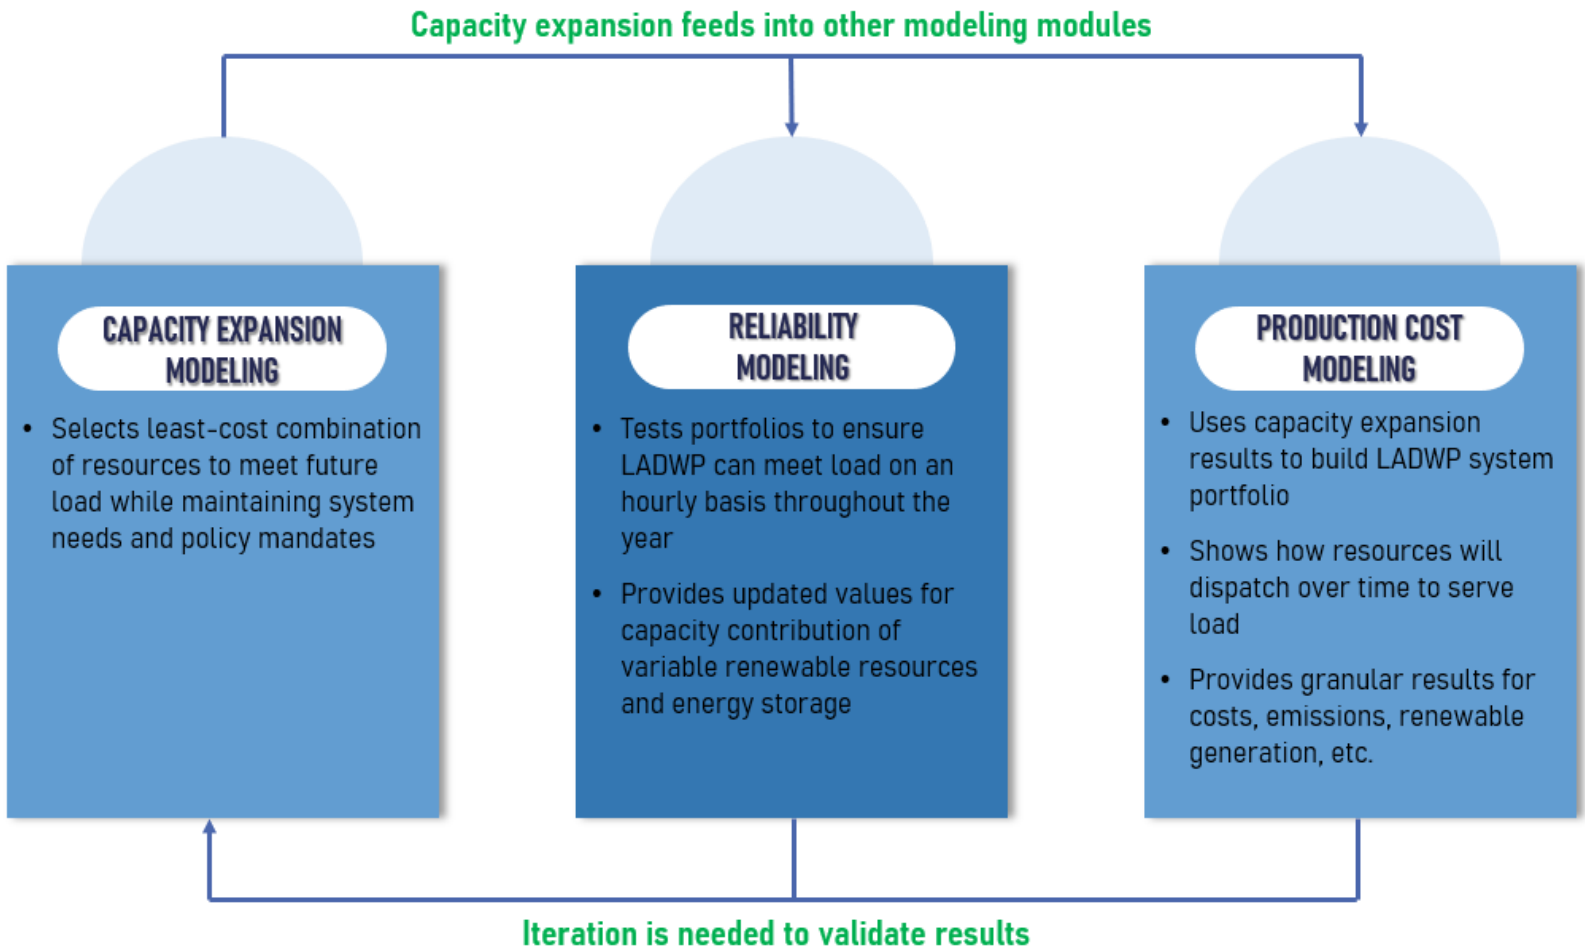 Capacity expansion feeds into other modeling modules
CAPACITY EXPANSION
MODELING
• Selects least-cost combination
of resources to meet future
load while maintaining system
needs and policy mandates
RELIABILITY
MODELING
• Tests portfolios to ensure
LADWP can meet load on an
hourly basis throughout the
year
• Provides updated values for
capacity contribution of
variable renewable resources
and energy storage
PRODUCTION COST
MODELING
• Uses capacity expansion
results to build LADWP system
portfolio
• Shows how resources will
dispatch over time to serve
load
• Provides granular results for
costs, emissions, renewable
generation, etc.
Iteration is needed to validate results